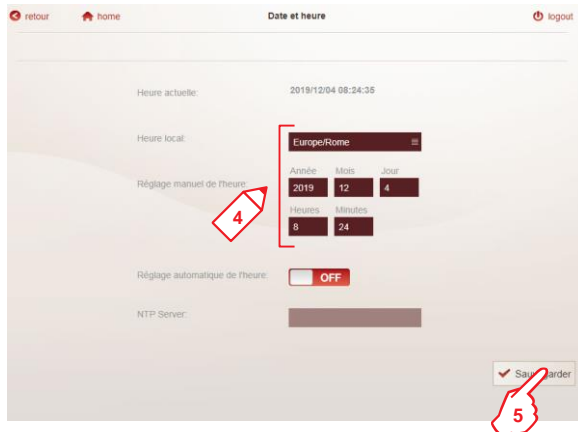 retour home Date et heure logout
Heure actuelle: 2019/12/04 08:24:35
Heure local: Europe/Rome
Année Mois Jour
Réglage manuel de l'heure: 2019 12 4
4
Heures Minutes
8 24
Réglage automatique de l'heure: OFF
NTP Server:
Sauvegarder
5